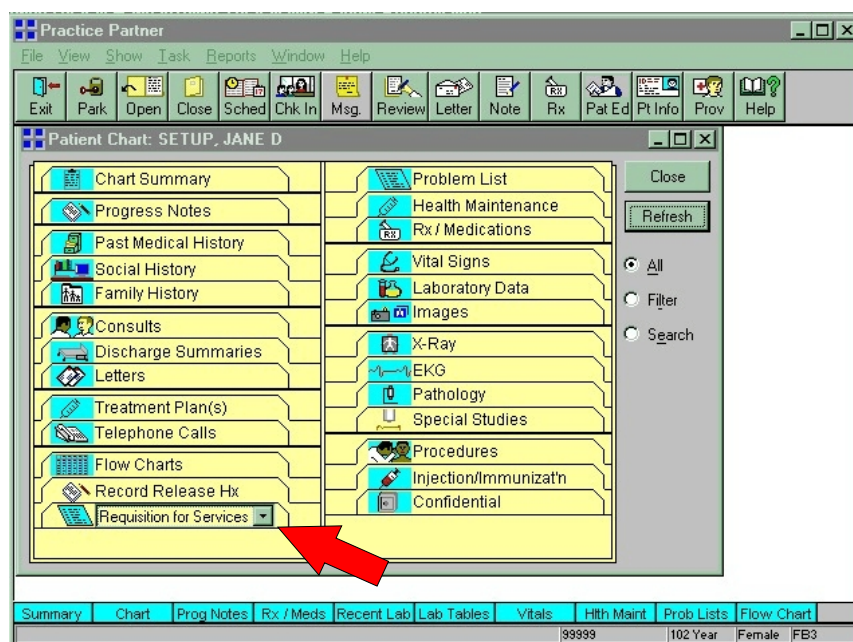 Practice Partner
File View Show Task Reports Window Help
Exit Park Open Close Sched Chk In Msg. Review Letter Note Rx Pat Ed Pt Info Prov Help
Patient Chart: SETUP, JANE D
Chart Summary
Progress Notes
Past Medical History
Social History
Family History
Consults
Discharge Summaries
Letters
Treatment Plan(s)
Telephone Calls
Flow Charts
Record Release Hx
Requisition for Services
Problem List
Health Maintenance
Rx / Medications
Vital Signs
Laboratory Data
Images
X-Ray
EKG
Pathology
Special Studies
Procedures
Injection/Immunizat'n
Confidential
Close
Refresh
All
Filter
Search
Summary Chart Prog Notes Rx / Meds Recent Lab Lab Tables Vitals Hlth Maint Prob Lists Flow Chart
99999 102 Year Female FB3